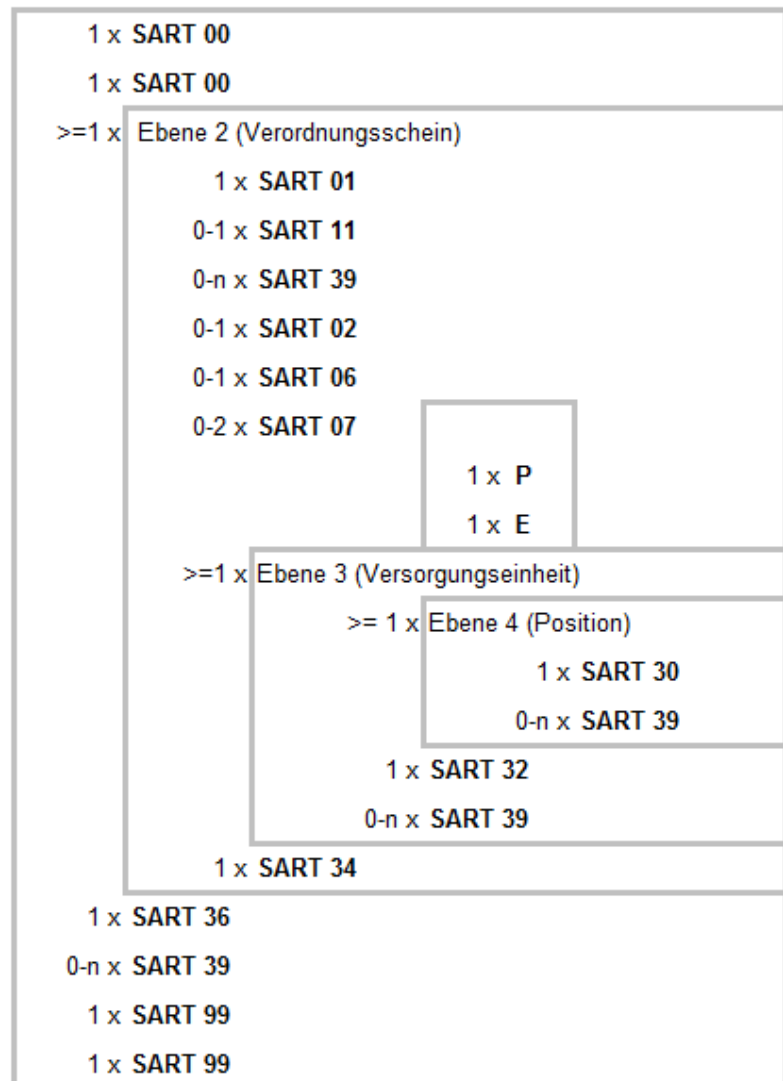 1 x SART 00
1 x SART 00
>=1 x Ebene 2 (Verordnungsschein)
1 x SART 01
0-1 x SART 11
0-n x SART 39
0-1 x SART 02
0-1 x SART 06
0-2 x SART 07
1 x P
1 x E
>=1 x Ebene 3 (Versorgungseinheit)
>= 1 x Ebene 4 (Position)
1 x SART 30
0-n x SART 39
1 x SART 32
0-n x SART 39
1 x SART 34
1 x SART 36
0-n x SART 39
1 x SART 99
1 x SART 99